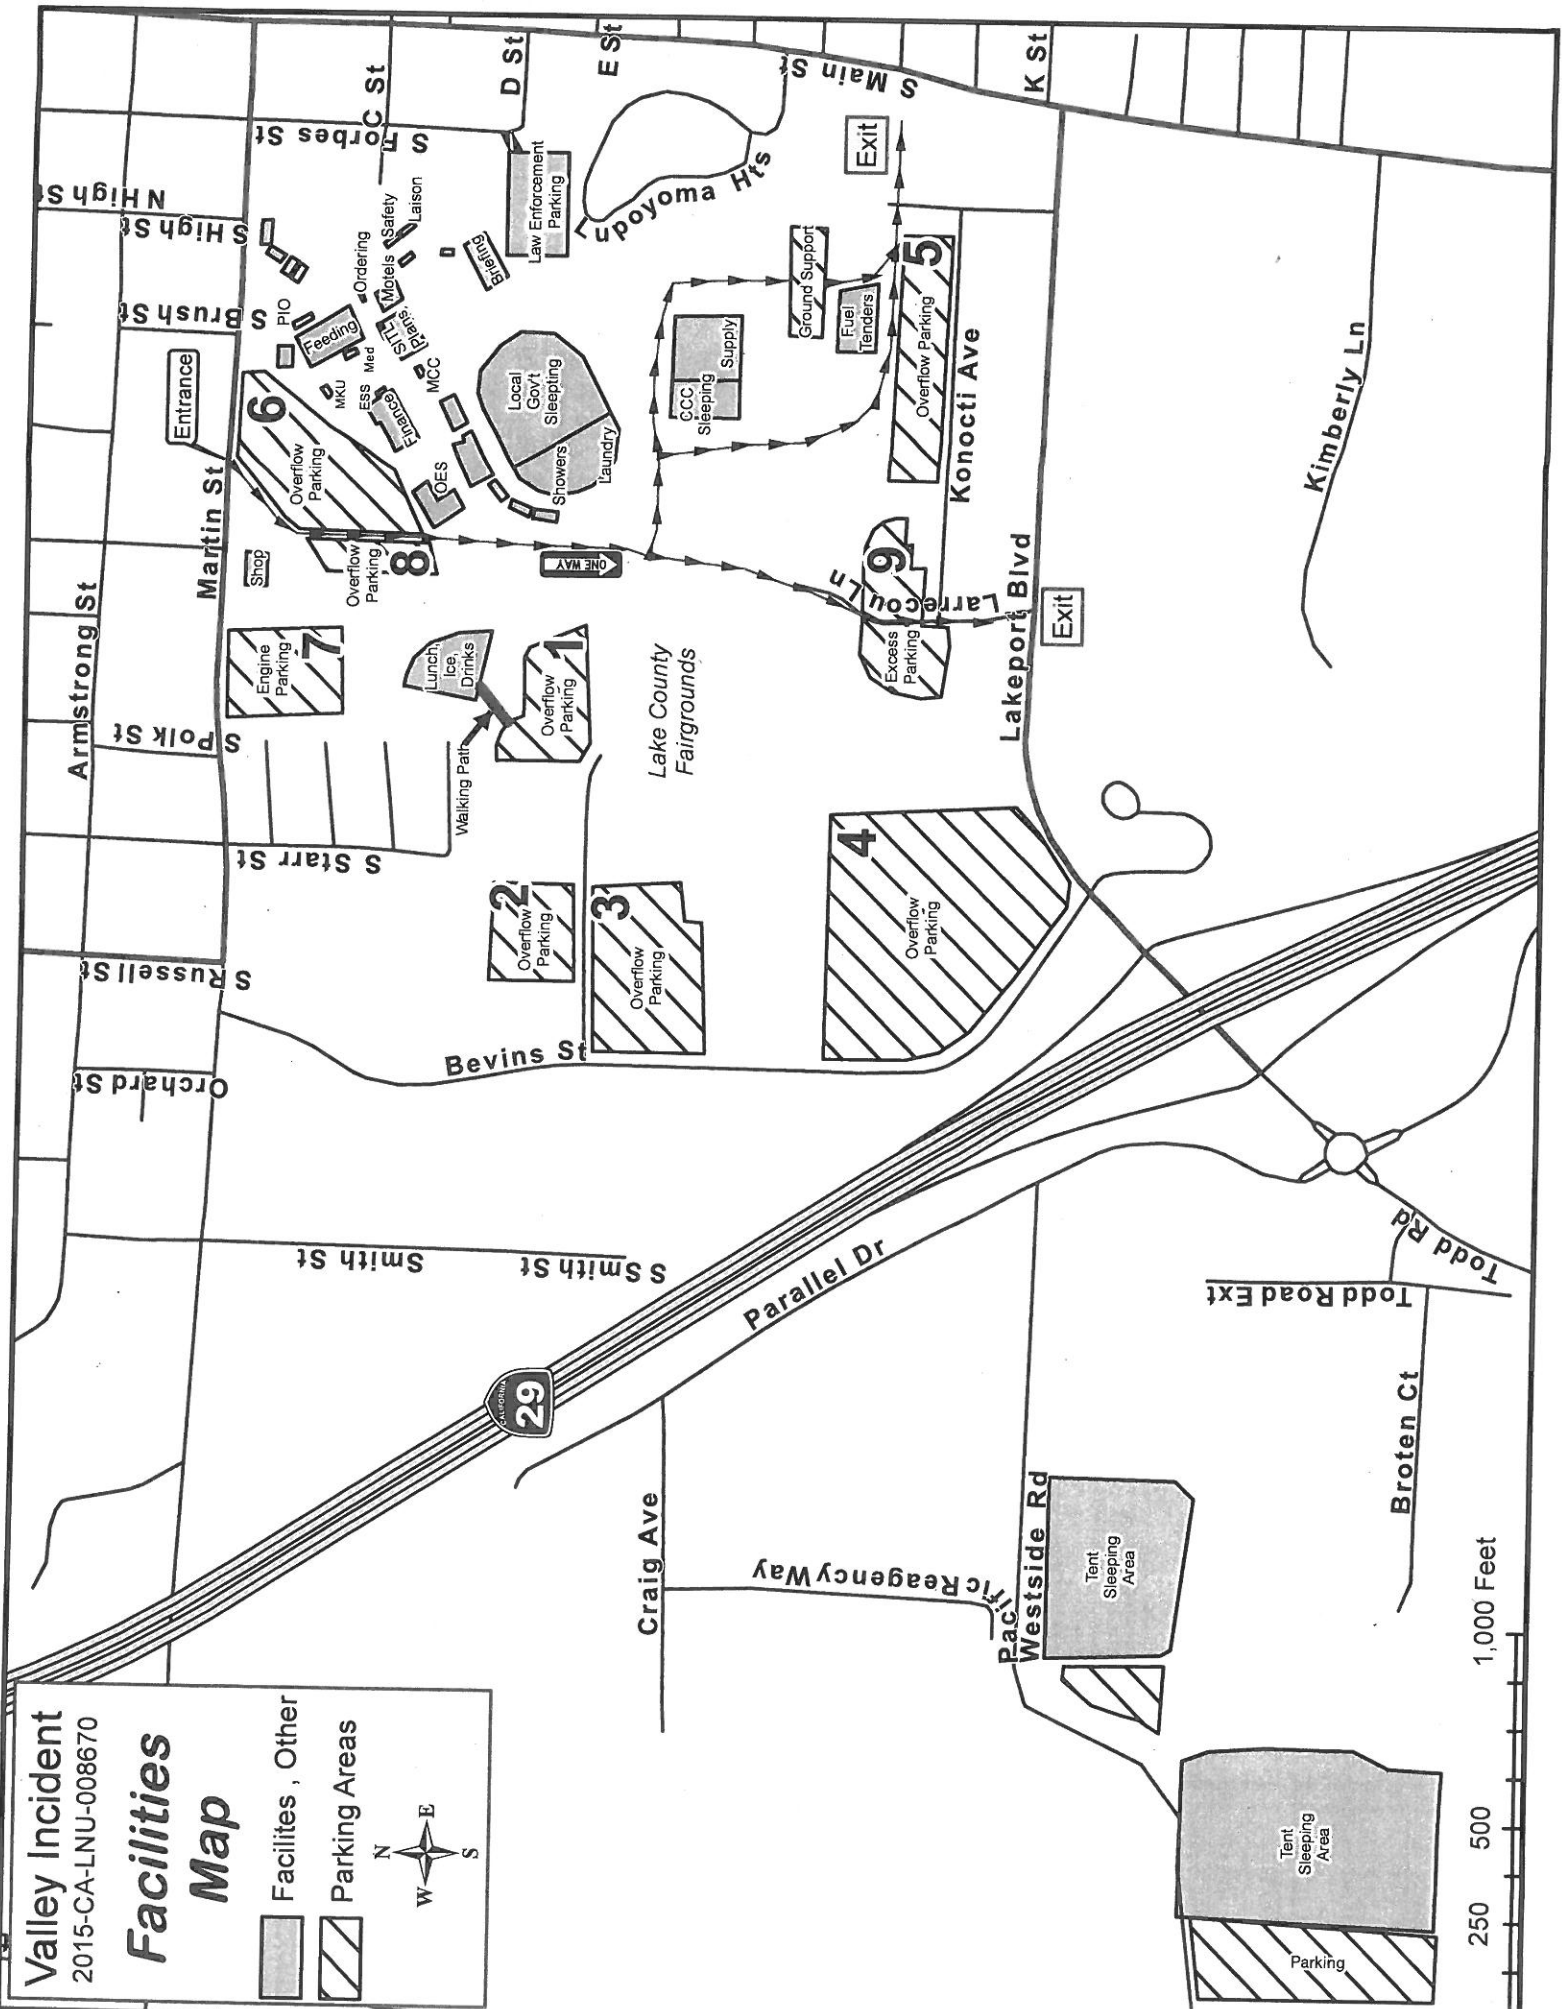 Valley Incident
2015-CA-LNU-008670
Facilities
Map
Facilites , Other
Parking Areas
N
W
E
S
CALIFORNIA
29
Armstrong St
Martin St
Orchard St
S Russell St
S Starr St
S Polk St
S Brush St
S High St
N High St
S Forbes St
C St
D St
E St
K St
S Main St
Smith St
S Smith St
Bevins St
Parallel Dr
Craig Ave
Pacific Reagency Way
Westside Rd
Todd Road Ext
Todd Rd
Broten Ct
Lakeport Blvd
Larrecou Ln
Konocti Ave
Kimberly Ln
Lupoyoma Hts
Entrance
Exit
Exit
ONE WAY
Shop
Engine
Parking
7
Overflow
Parking
6
Overflow
Parking
8
Lunch,
Ice,
Drinks
Walking Path
Overflow
Parking
1
Overflow
Parking
2
Overflow
Parking
3
Overflow
Parking
4
Overflow Parking
5
Excess
Parking
9
Lake County
Fairgrounds
PIO
Feeding
MKU
Med
ESS
Finance
OES
MCC
SITL
Plans,
Motels
Ordering
Safety
Laison
Briefing
Law Enforcement
Parking
Local
Gov't
Sleepting
Showers
Laundry
CCC
Sleeping
Supply
Ground Support
Fuel
Tenders
Tent
Sleeping
Area
Tent
Sleeping
Area
Parking
250
500
1,000 Feet